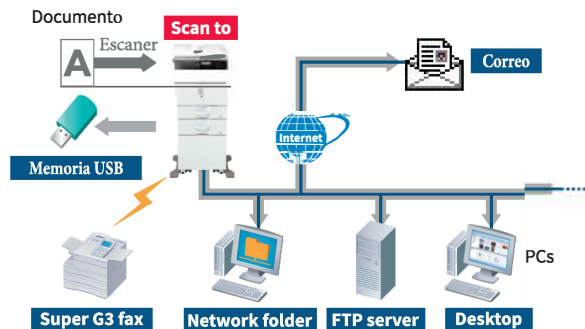 Documento
Scan to
Escaner
A
Correo
Internet
Memoria USB
PCs
Super G3 fax
Network folder
FTP server
Desktop